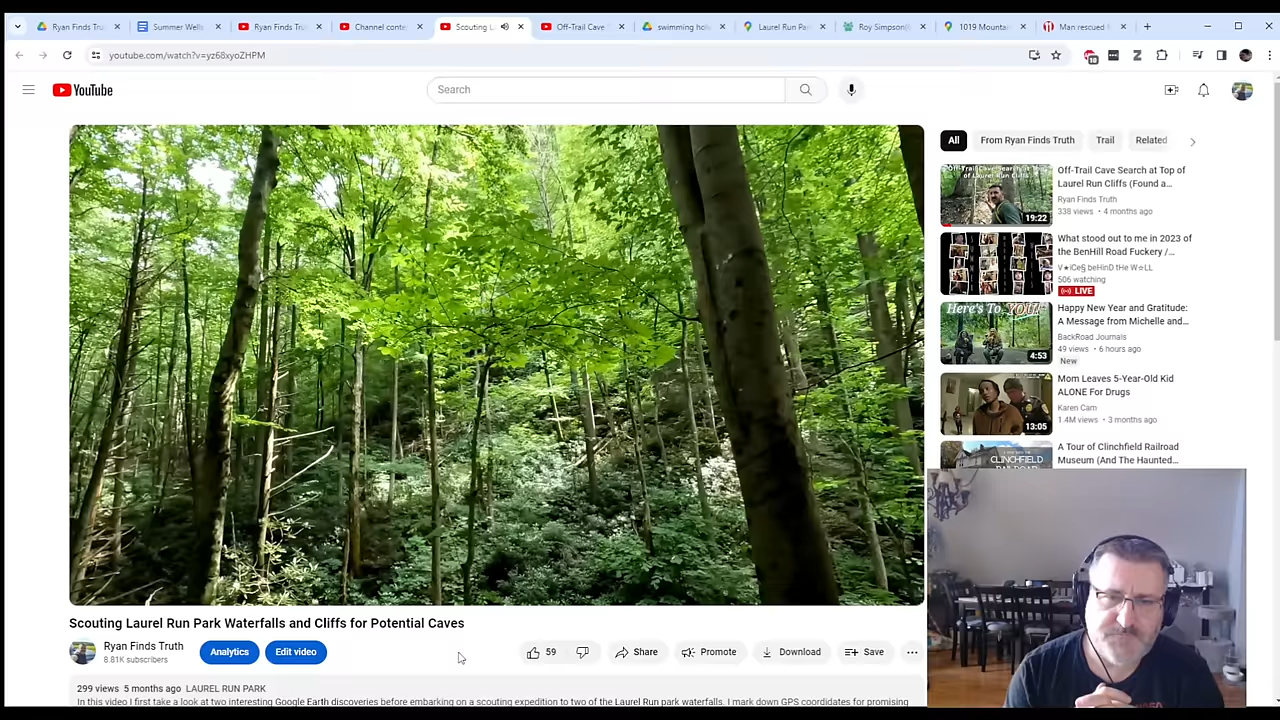 Ryan Finds Tru
Summer Wells
Ryan Finds Tru
Channel conte
Scouting L
Off-Trail Cave
swimming hol
Laurel Run Pa
Roy Simpson
1019 Mountai
Man rescued f
youtube.com/watch?v=yz68xyoZHPM
10
YouTube
Search
All
From Ryan Finds Truth
Trail
Related
19:22
Off-Trail Cave Search at Top of Laurel Run Cliffs (Found a...
Ryan Finds Truth
338 views • 4 months ago
What stood out to me in 2023 of
the BenHill Road Fuckery /...
V★iCe§ beHinD tHe W☆LL
506 watching
LIVE
Here's To YOU!
4:53
Happy New Year and Gratitude:
A Message from Michelle and...
BackRoad Journals
49 views • 6 hours ago
New
13:05
Mom Leaves 5-Year-Old Kid
ALONE For Drugs
Karen Cam
1.4M views • 3 months ago
CLINCHFIELD
RAILROAD
A Tour of Clinchfield Railroad
Museum (And The Haunted...
Scouting Laurel Run Park Waterfalls and Cliffs for Potential Caves
Ryan Finds Truth
8.81K subscribers
Analytics
Edit video
59
Share
Promote
Download
Save
299 views 5 months ago LAUREL RUN PARK
In this video I first take a look at two interesting Google Earth discoveries before embarking on a scouting expedition to two of the Laurel Run park waterfalls. I mark down GPS coordinates for promising